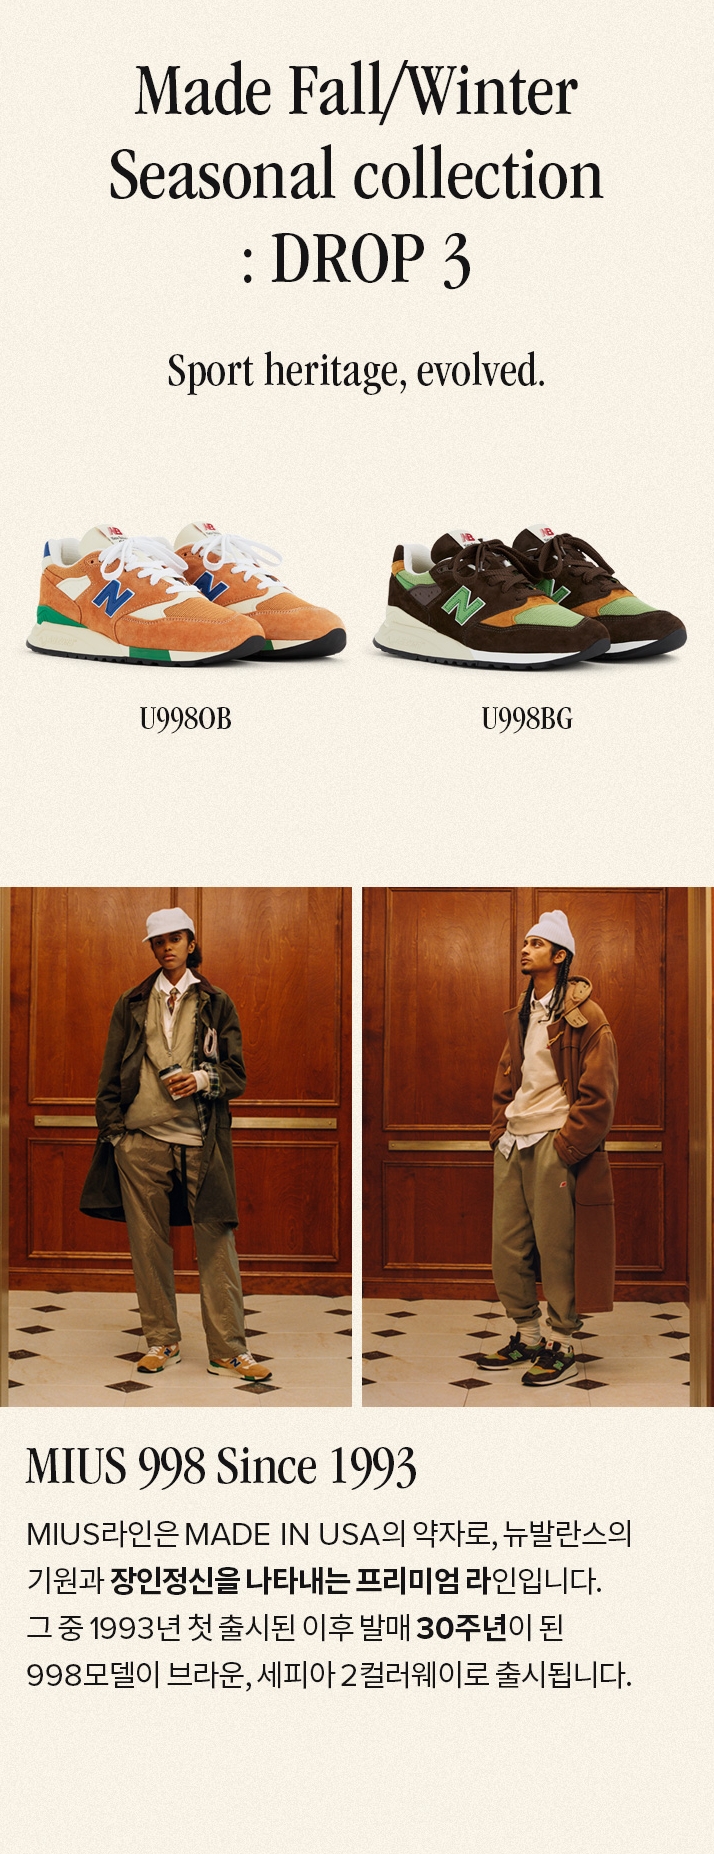 Made Fall/Winter
Seasonal collection
: DROP 3
Sport heritage, evolved.
U998OB
U998BG
MIUS 998 Since 1993
MIUS라인은 MADE IN USA의 약자로, 뉴발란스의
기원과 장인정신을 나타내는 프리미엄 라인입니다.
그 중 1993년 첫 출시된 이후 발매 30주년이 된
998모델이 브라운, 세피아 2컬러웨이로 출시됩니다.